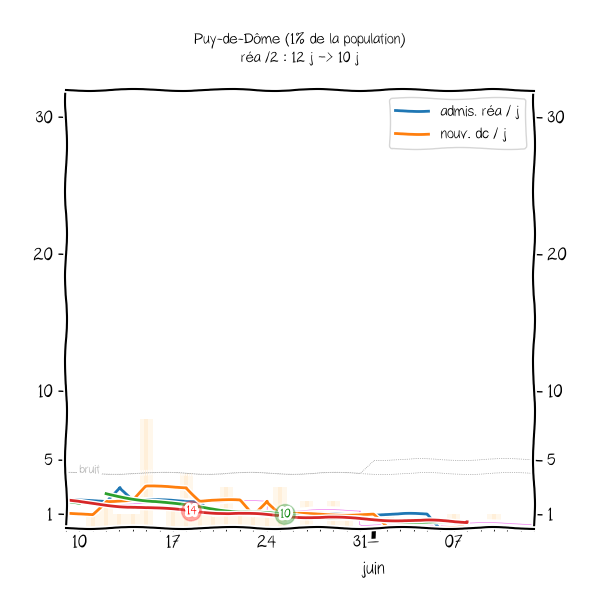 Puy-de-Dôme (1% de la population)
réa /2 : 12 j -> 10 j
admis. réa / j
nouv. dc / j
30 30
20 20
10 10
5 5
1 1
bruit
14
10
10 17 24 31 07
juin